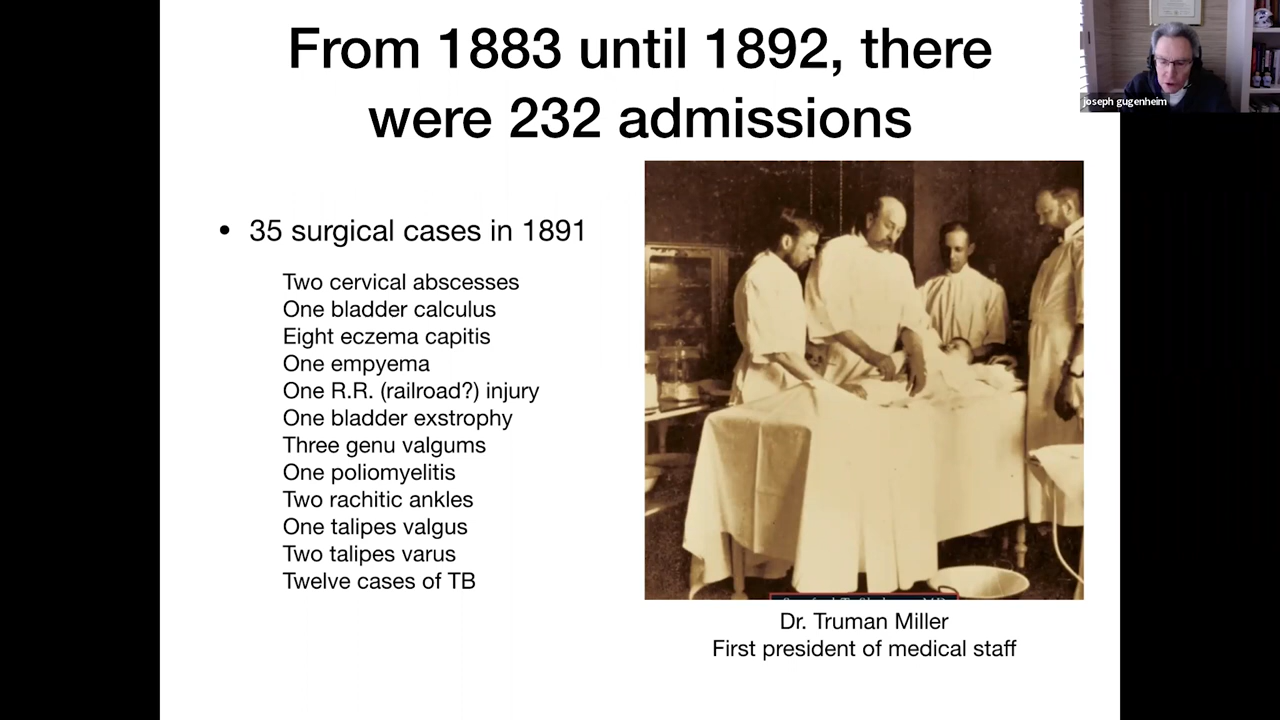 From 1883 until 1892, there
were 232 admissions
joseph gugenheim
• 35 surgical cases in 1891
Two cervical abscesses
One bladder calculus
Eight eczema capitis
One empyema
One R.R. (railroad?) injury
One bladder exstrophy
Three genu valgums
One poliomyelitis
Two rachitic ankles
One talipes valgus
Two talipes varus
Twelve cases of TB
Dr. Truman Miller
First president of medical staff